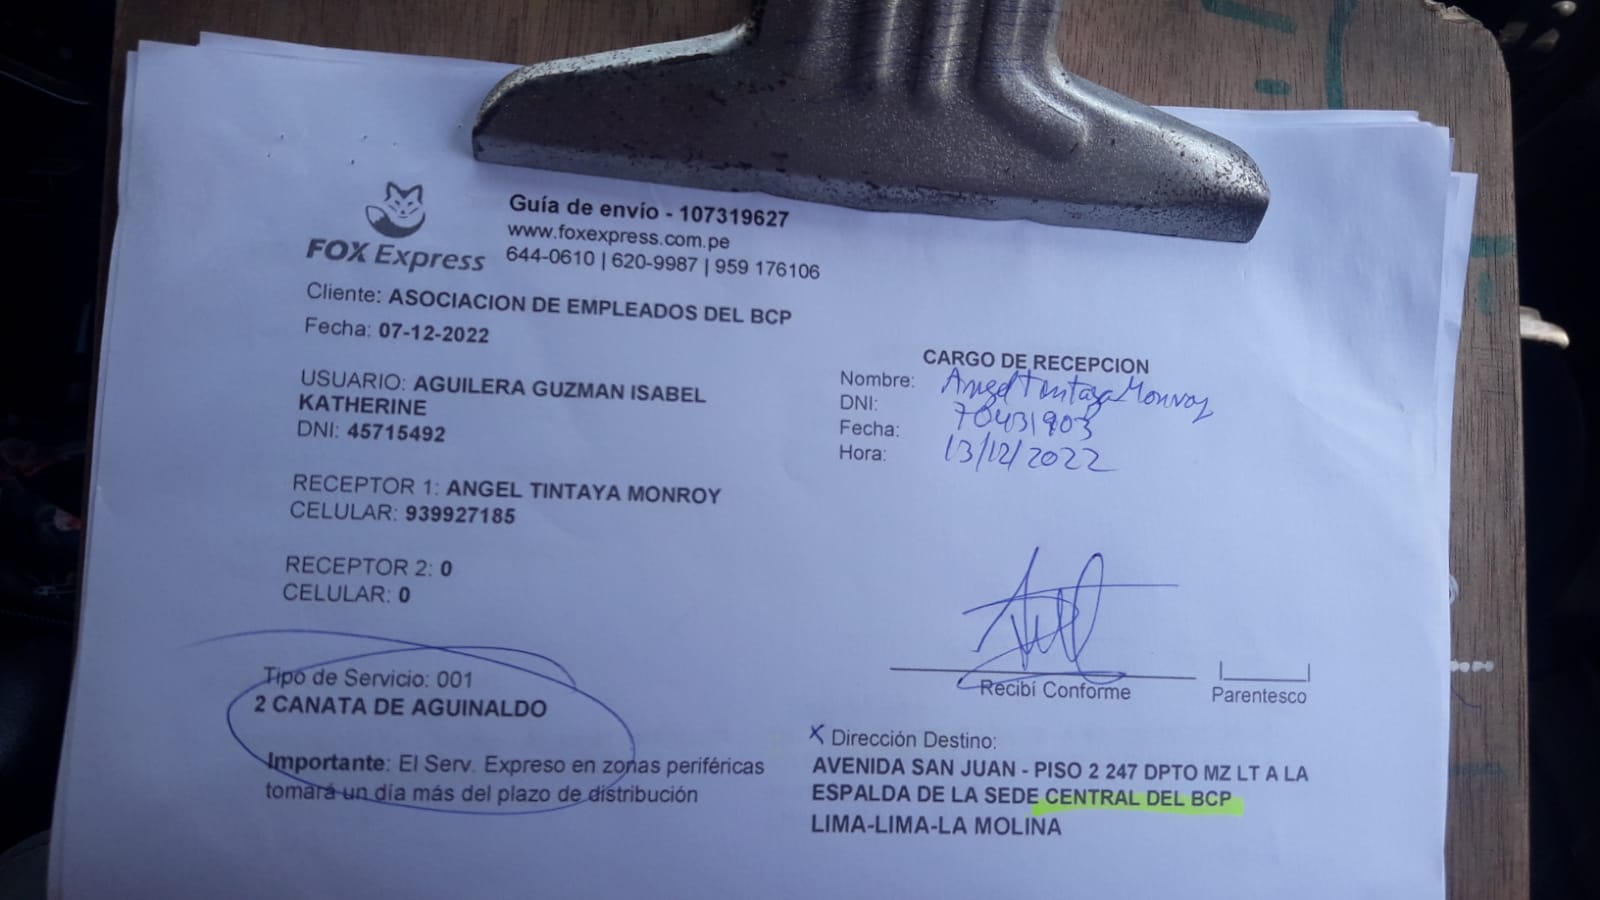 FOX Express
Guía de envío - 107319627
www.foxexpress.com.pe
644-0610 | 620-9987 | 959 176106
Cliente: ASOCIACION DE EMPLEADOS DEL BCP
Fecha: 07-12-2022
USUARIO: AGUILERA GUZMAN ISABEL
KATHERINE
DNI: 45715492
RECEPTOR 1: ANGEL TINTAYA MONROY
CELULAR: 939927185
RECEPTOR 2: 0
CELULAR: 0
Tipo de Servicio: 001
2 CANATA DE AGUINALDO
Importante: El Serv. Expreso en zonas periféricas
tomará un día más del plazo de distribución
CARGO DE RECEPCION
Nombre: Angel Tintaya Monroy
DNI: 70431903
Fecha: 13/12/2022
Hora:
Recibí Conforme
Parentesco
X Dirección Destino:
AVENIDA SAN JUAN - PISO 2 247 DPTO MZ LT A LA
ESPALDA DE LA SEDE CENTRAL DEL BCP
LIMA-LIMA-LA MOLINA